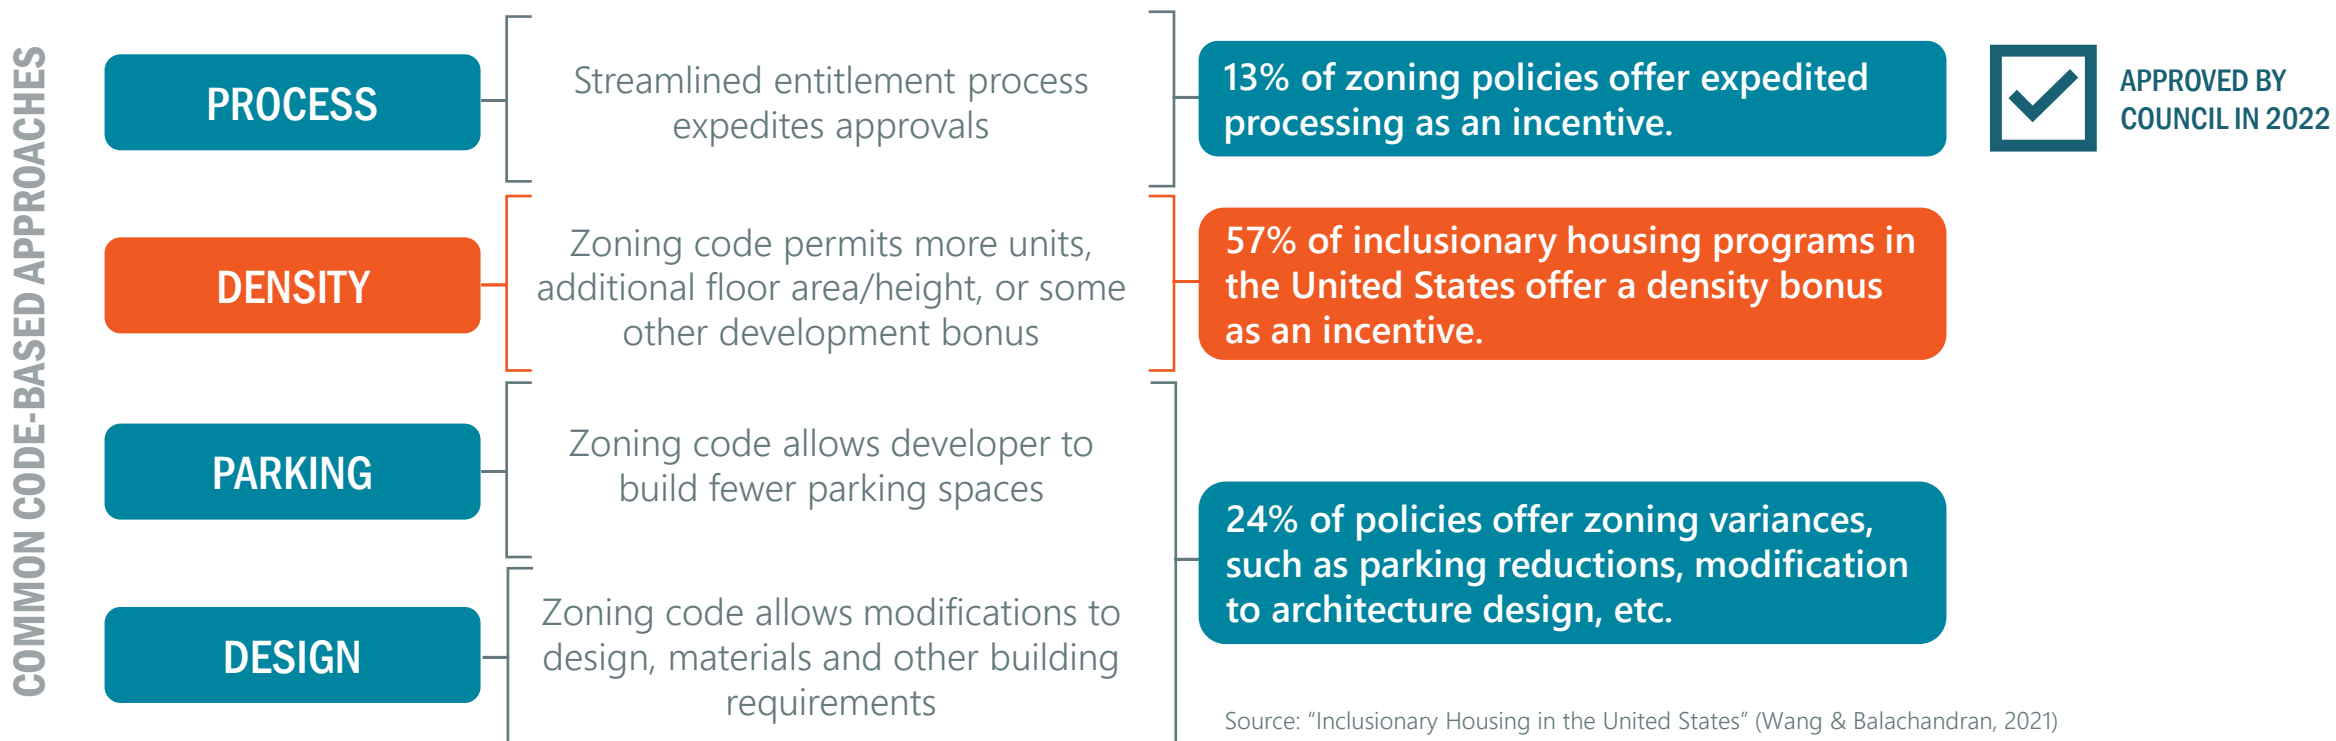 COMMON CODE-BASED APPROACHES
PROCESS
Streamlined entitlement process
expedites approvals
13% of zoning policies offer expedited
processing as an incentive.
APPROVED BY
COUNCIL IN 2022
DENSITY
Zoning code permits more units,
additional floor area/height, or some
other development bonus
57% of inclusionary housing programs in
the United States offer a density bonus
as an incentive.
PARKING
Zoning code allows developer to
build fewer parking spaces
24% of policies offer zoning variances,
such as parking reductions, modification
to architecture design, etc.
DESIGN
Zoning code allows modifications to
design, materials and other building
requirements
Source: “Inclusionary Housing in the United States” (Wang & Balachandran, 2021)